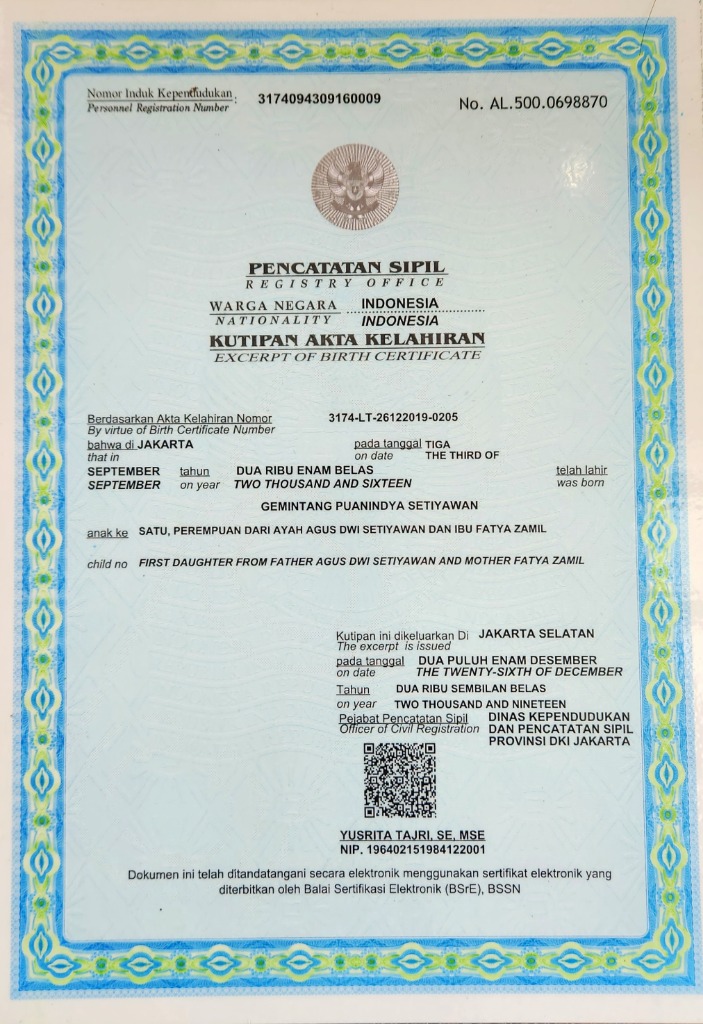 Nomor Induk Kependudukan : 3174094309160009 No. AL.500.0698870
Personnel Registration Number
PENCATATAN SIPIL
REGISTRY OFFICE
WARGA NEGARA INDONESIA
NATIONALITY INDONESIA
KUTIPAN AKTA KELAHIRAN
EXCERPT OF BIRTH CERTIFICATE
Berdasarkan Akta Kelahiran Nomor 3174-LT-26122019-0205
By virtue of Birth Certificate Number
bahwa di JAKARTA pada tanggal TIGA
that in on date THE THIRD OF
SEPTEMBER tahun DUA RIBU ENAM BELAS telah lahir
SEPTEMBER on year TWO THOUSAND AND SIXTEEN was born
GEMINTANG PUANINDYA SETIYAWAN
anak ke SATU, PEREMPUAN DARI AYAH AGUS DWI SETIYAWAN DAN IBU FATYA ZAMIL
child no FIRST DAUGHTER FROM FATHER AGUS DWI SETIYAWAN AND MOTHER FATYA ZAMIL
Kutipan ini dikeluarkan Di JAKARTA SELATAN
The excerpt is issued
pada tanggal DUA PULUH ENAM DESEMBER
on date THE TWENTY-SIXTH OF DECEMBER
Tahun DUA RIBU SEMBILAN BELAS
on year TWO THOUSAND AND NINETEEN
Pejabat Pencatatan Sipil DINAS KEPENDUDUKAN
Officer of Civil Registration DAN PENCATATAN SIPIL
PROVINSI DKI JAKARTA
YUSRITA TAJRI, SE, MSE
NIP. 196402151984122001
Dokumen ini telah ditandatangani secara elektronik menggunakan sertifikat elektronik yang
diterbitkan oleh Balai Sertifikasi Elektronik (BSrE), BSSN